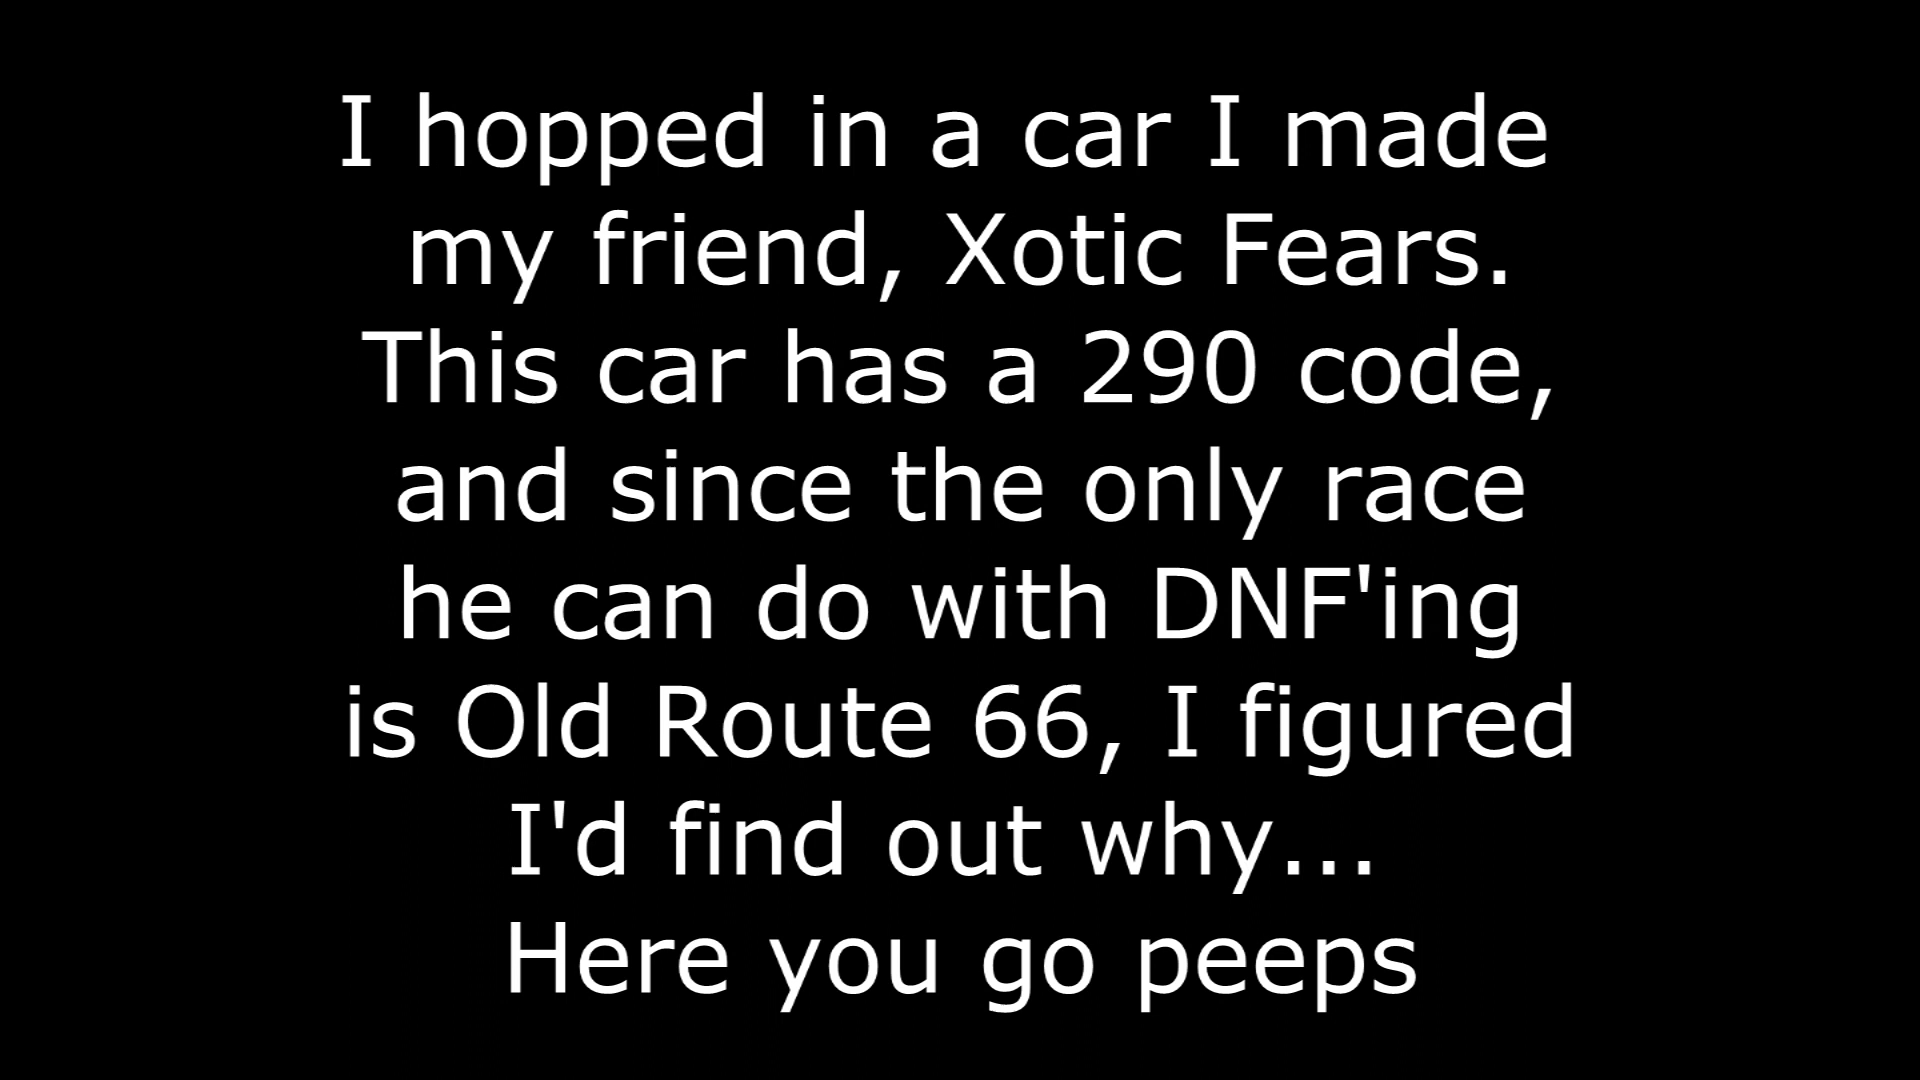 I hopped in a car I made
my friend, Xotic Fears.
This car has a 290 code,
and since the only race
he can do with DNF'ing
is Old Route 66, I figured
I'd find out why...
Here you go peeps